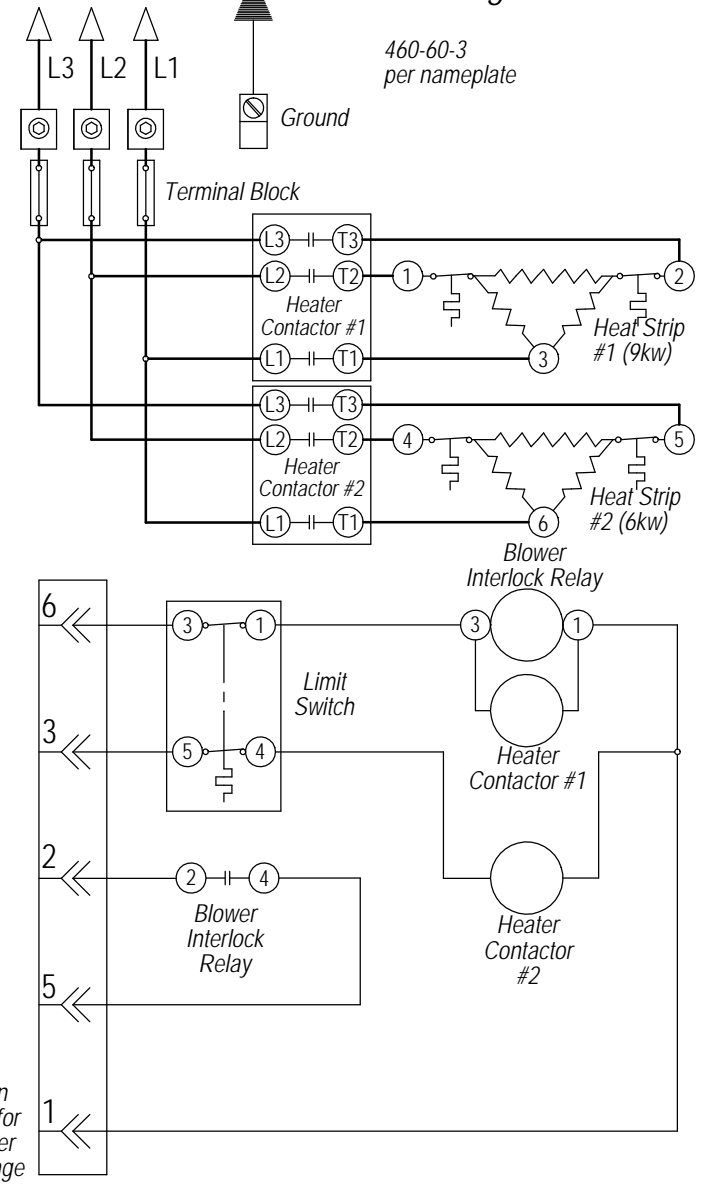 460-60-3
per nameplate
L3 L2 L1
Ground
Terminal Block
L3 T3
L2 T2 1 2
Heater
Contactor #1
Heat Strip
#1 (9kw)
L1 T1 3
L3 T3
L2 T2 4 5
Heater
Contactor #2
Heat Strip
#2 (6kw)
L1 T1 6
Blower
Interlock Relay
6 3 1 3 1
Limit
Switch
3 5 4
Heater
Contactor #1
2 2 4
Blower
Interlock
Relay
Heater
Contactor
#2
5
1
for